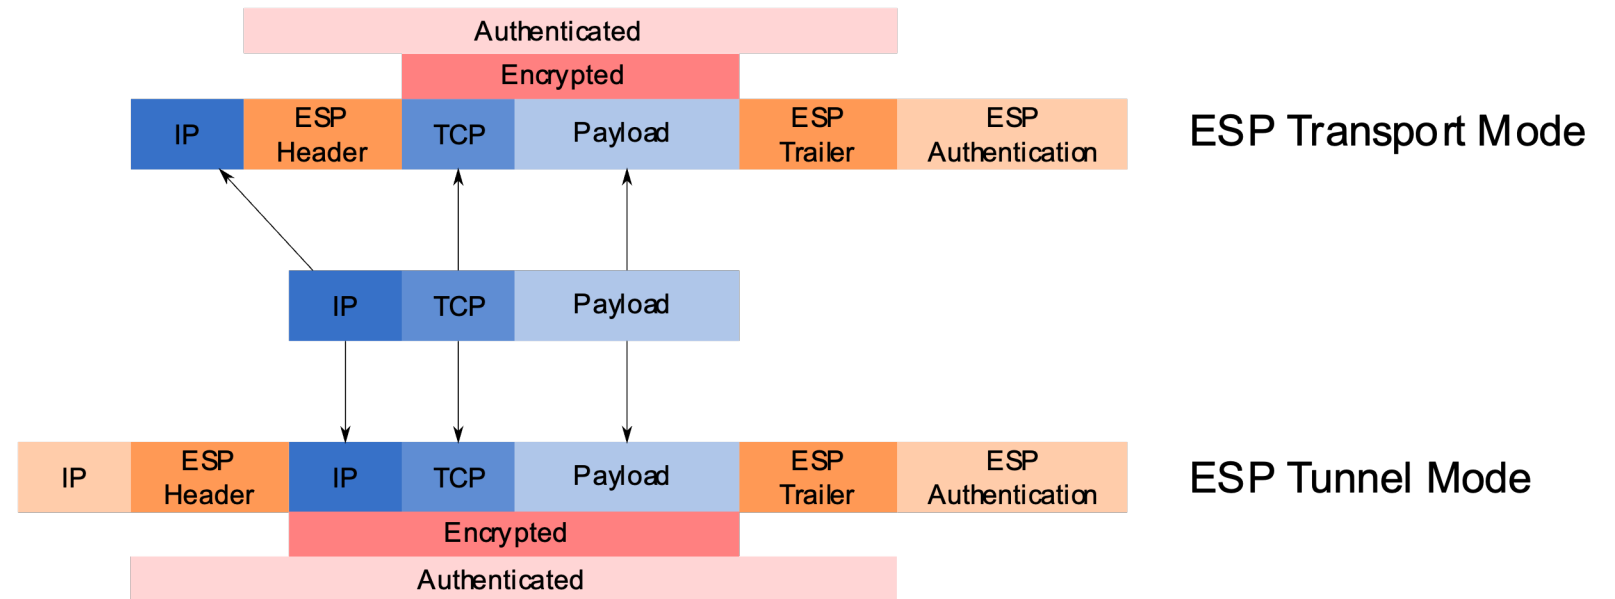 Authenticated
Encrypted
IP
ESP
Header
TCP
Payload
ESP
Trailer
ESP
Authentication
ESP Transport Mode
IP
TCP
Payload
IP
ESP
Header
IP
TCP
Payload
ESP
Trailer
ESP
Authentication
ESP Tunnel Mode
Encrypted
Authenticated